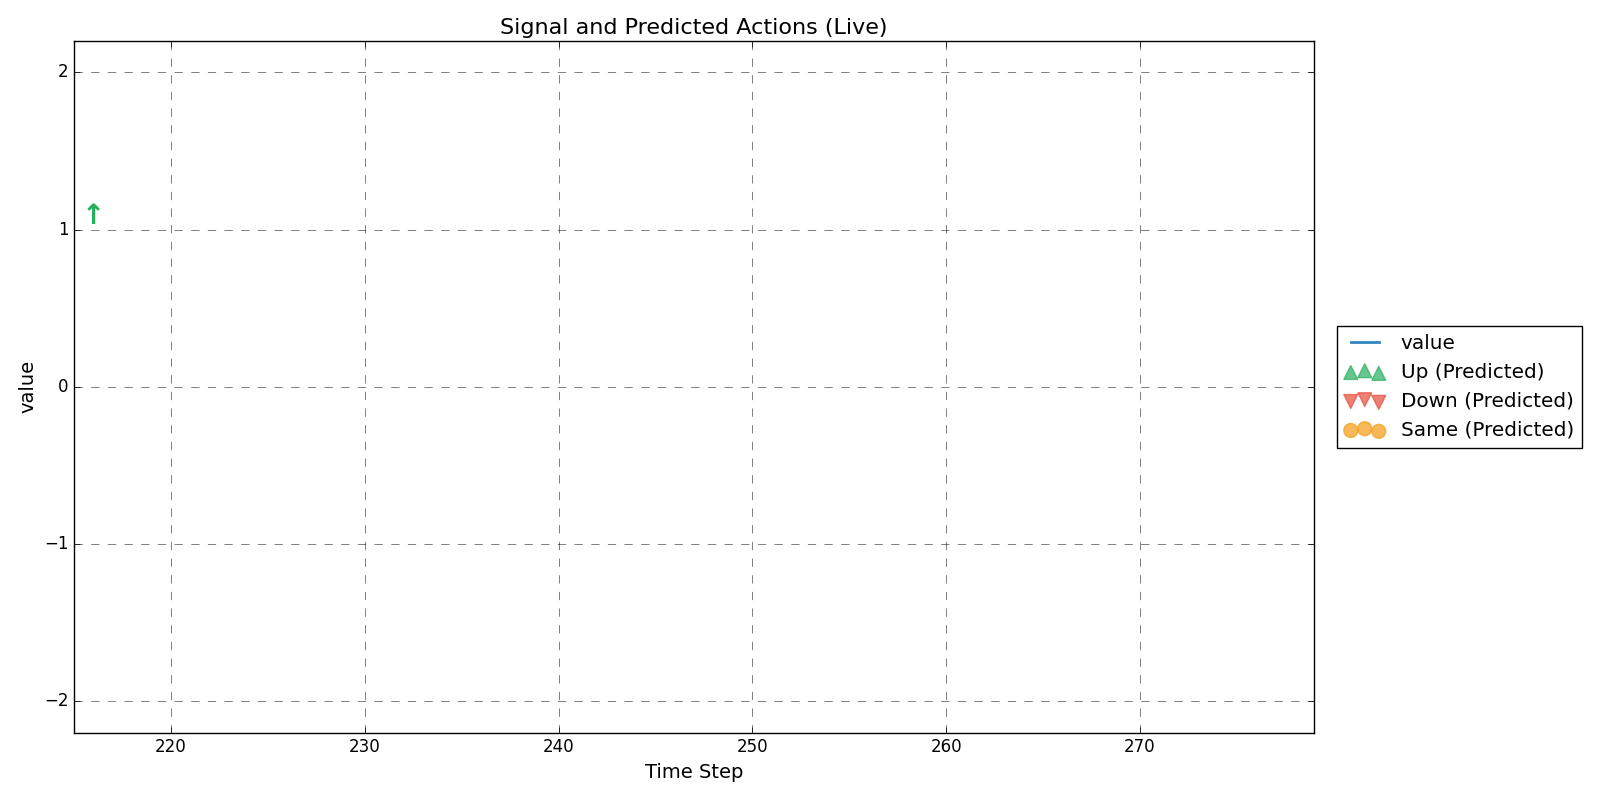 Signal and Predicted Actions (Live)
2
1
0
−1
−2
value
220 230 240 250 260 270
Time Step
value
Up (Predicted)
Down (Predicted)
Same (Predicted)